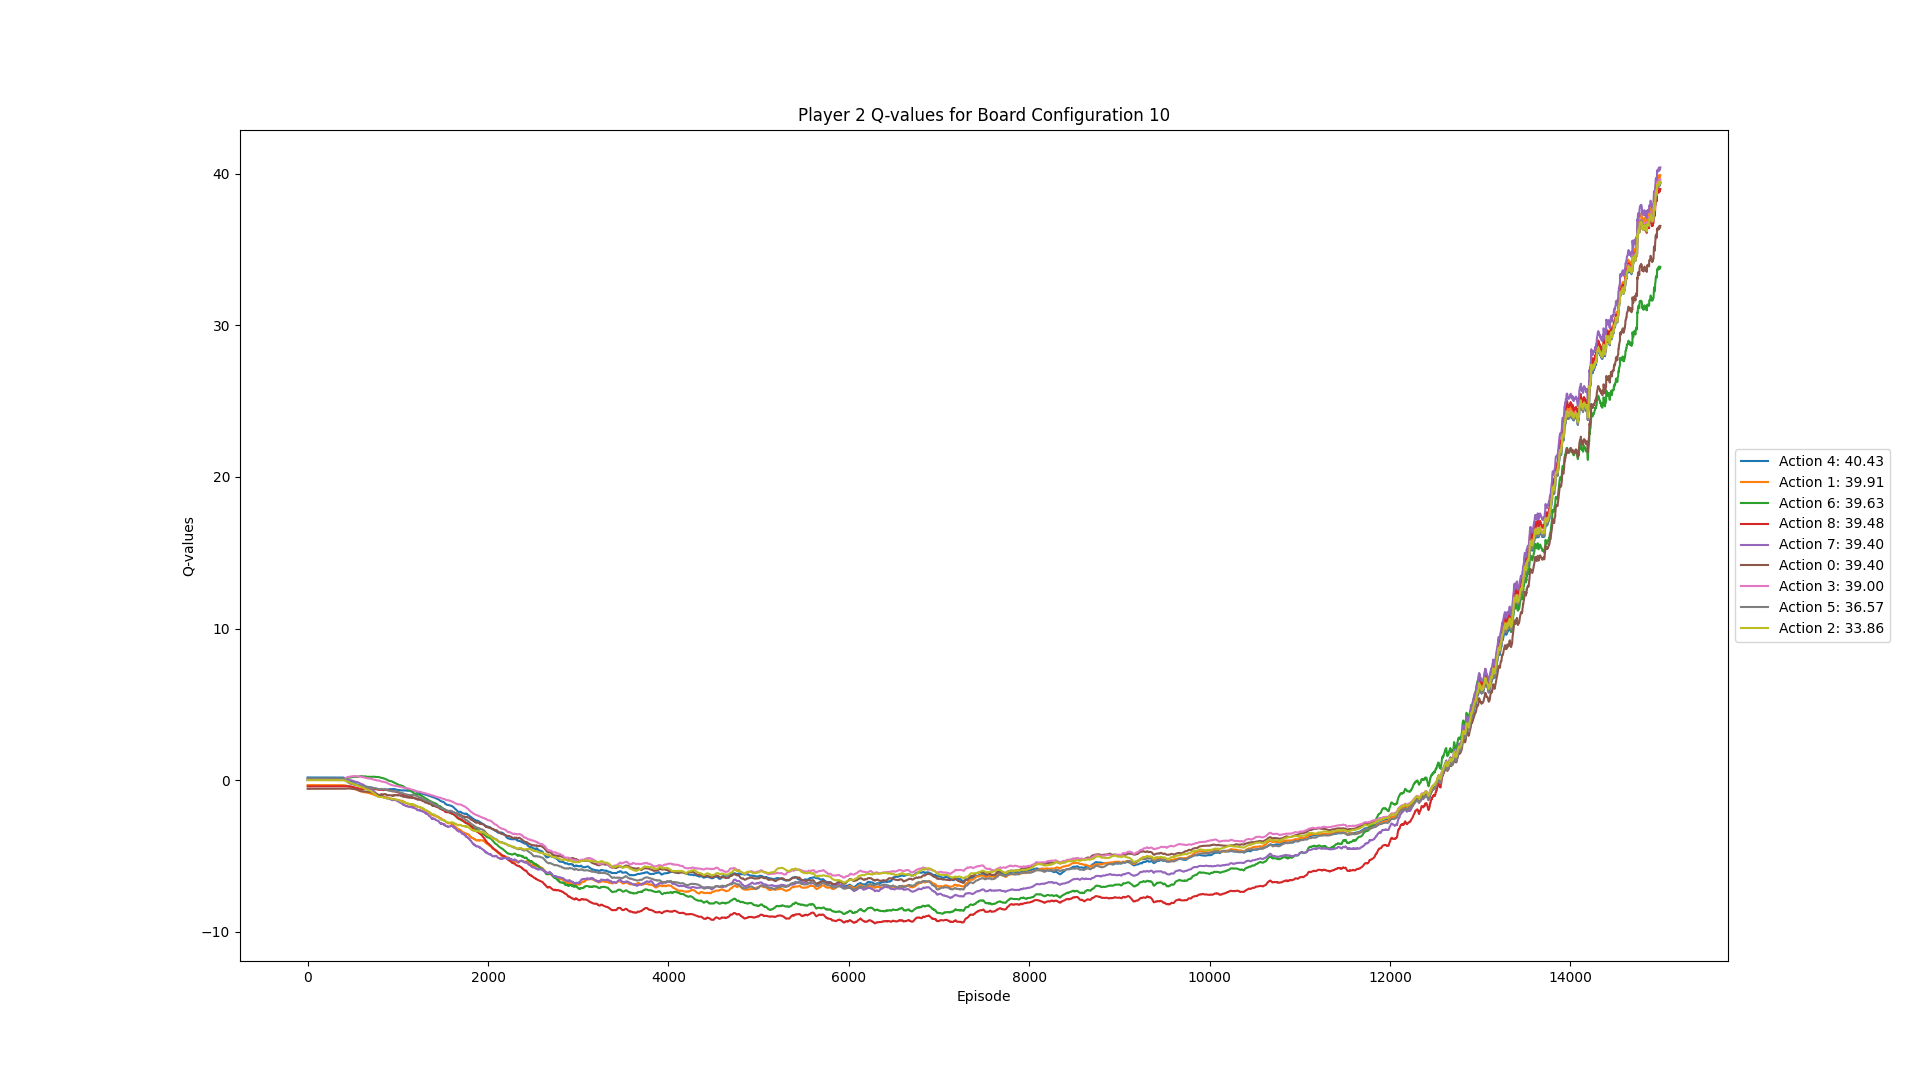 Player 2 Q-values for Board Configuration 10
40
30
20
10
0
−10
Q-values
0
2000
4000
6000
8000
10000
12000
14000
Episode
Action 4: 40.43
Action 1: 39.91
Action 6: 39.63
Action 8: 39.48
Action 7: 39.40
Action 0: 39.40
Action 3: 39.00
Action 5: 36.57
Action 2: 33.86